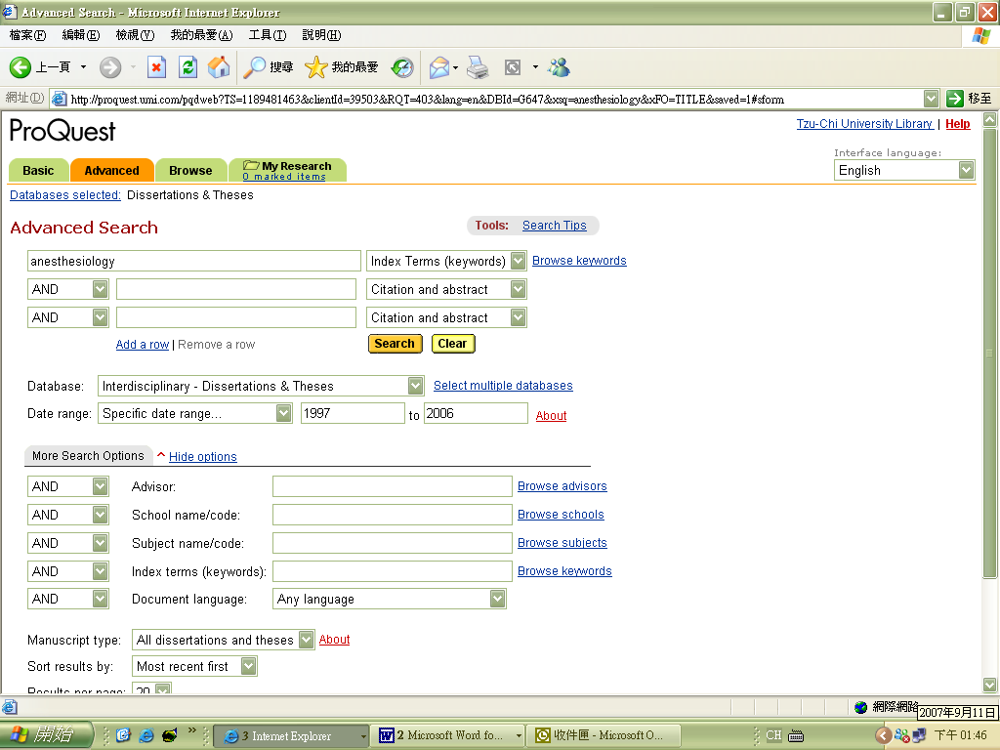 Advanced Search - Microsoft Internet Explorer
檔案(F) 編輯(E) 檢視(V) 我的最愛(A) 工具(T) 說明(H)
上一頁 搜尋 我的最愛
網址(D) http://proquest.umi.com/pqdweb?TS=1189481463&clientId=39503&RQT=403&lang=en&DBId=G647&xsq=anesthesiology&xFO=TITLE&saved=1#sform 移至
ProQuest
Tzu-Chi University Library | Help
Interface language:
English
Basic Advanced Browse My Research
0 marked items
Databases selected: Dissertations & Theses
Advanced Search Tools: Search Tips
anesthesiology Index Terms (keywords) Browse keywords
AND Citation and abstract
AND Citation and abstract
Add a row | Remove a row Search Clear
Database: Interdisciplinary - Dissertations & Theses Select multiple databases
Date range: Specific date range... 1997 to 2006 About
More Search Options ^ Hide options
AND Advisor: Browse advisors
AND School name/code: Browse schools
AND Subject name/code: Browse subjects
AND Index terms (keywords): Browse keywords
AND Document language: Any language
Manuscript type: All dissertations and theses About
Sort results by: Most recent first
Results per page: 20
網際網路
2007年9月11日
開始 » 3 Internet Explorer 2 Microsoft Word fo... 收件匣 - Microsoft O... CH 下午 01:46